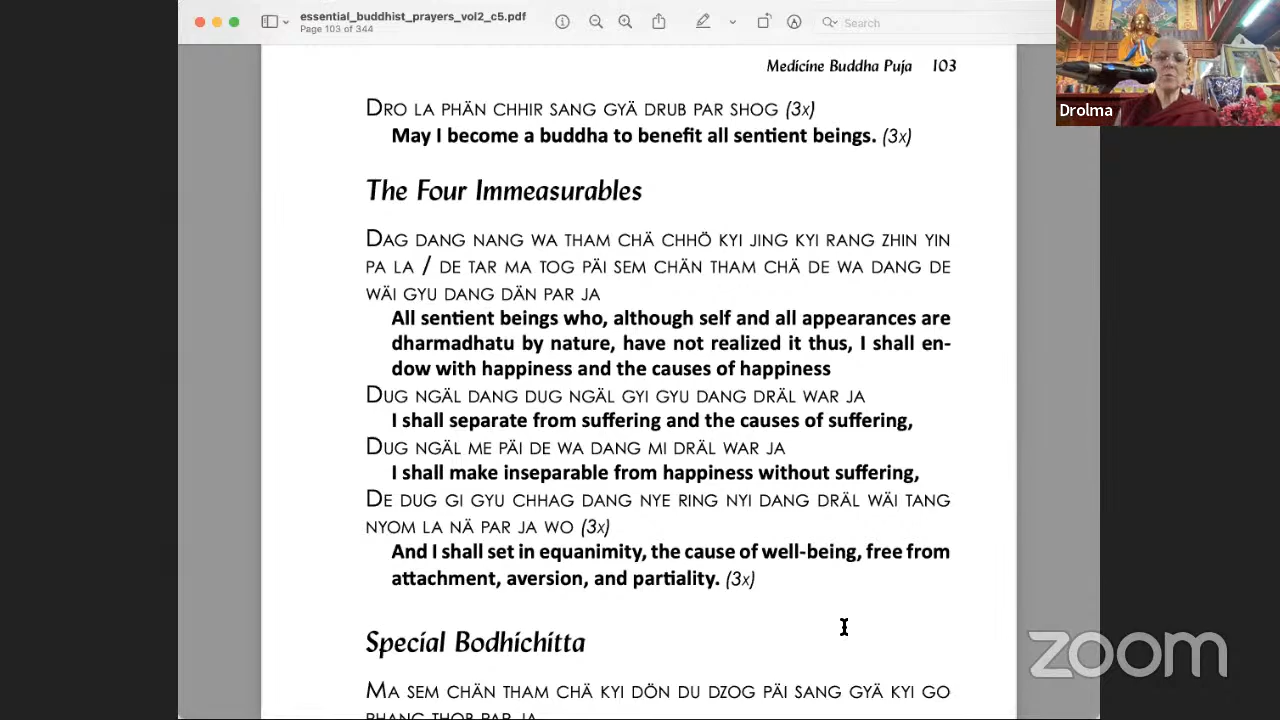 essential_buddhist_prayers_vol2_c5.pdf
Page 103 of 344
Search
Drolma
Medicine Buddha Puja 103
DRO LA PHÄN CHHIR SANG GYÄ DRUB PAR SHOG (3x)
May I become a buddha to benefit all sentient beings. (3x)
The Four Immeasurables
DAG DANG NANG WA THAM CHÄ CHHÖ KYI JING KYI RANG ZHIN YIN
PA LA / DE TAR MA TOG PÄI SEM CHÄN THAM CHÄ DE WA DANG DE
WÄI GYU DANG DÄN PAR JA
All sentient beings who, although self and all appearances are
dharmadhatu by nature, have not realized it thus, I shall en-
dow with happiness and the causes of happiness
DUG NGÄL DANG DUG NGÄL GYI GYU DANG DRÄL WAR JA
I shall separate from suffering and the causes of suffering,
DUG NGÄL ME PÄI DE WA DANG MI DRÄL WAR JA
I shall make inseparable from happiness without suffering,
DE DUG GI GYU CHHAG DANG NYE RING NYI DANG DRÄL WÄI TANG
NYOM LA NÄ PAR JA WO (3x)
And I shall set in equanimity, the cause of well-being, free from
attachment, aversion, and partiality. (3x)
Special Bodhichitta
MA SEM CHÄN THAM CHÄ KYI DÖN DU DZOG PÄI SANG GYÄ KYI GO
PHANG THOB PAR JA
zoom